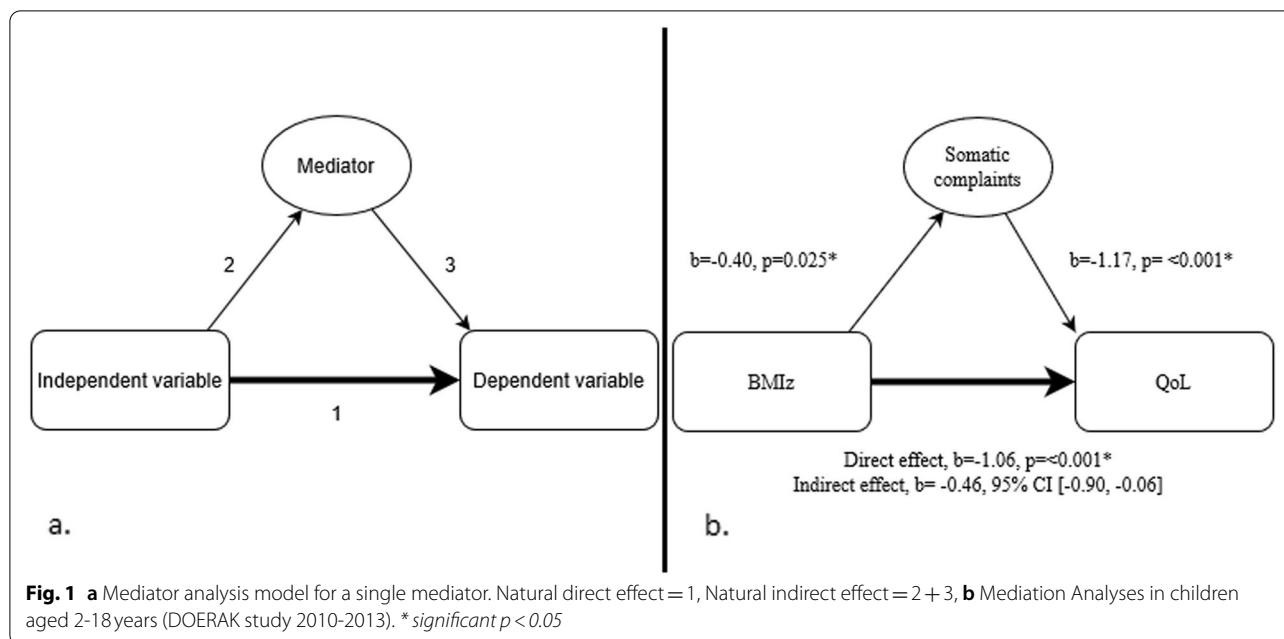 Mediator
2
3
Independent variable
Dependent variable
1
a.
Somatic
complaints
b=-0.40, p=0.025*
b=-1.17, p= <0.001*
BMIz
QoL
Direct effect, b=-1.06, p=<0.001*
Indirect effect, b= -0.46, 95% CI [-0.90, -0.06]
b.
Fig. 1 a Mediator analysis model for a single mediator. Natural direct effect = 1, Natural indirect effect = 2 + 3, b Mediation Analyses in children
aged 2-18 years (DOERAK study 2010-2013). * significant p < 0.05